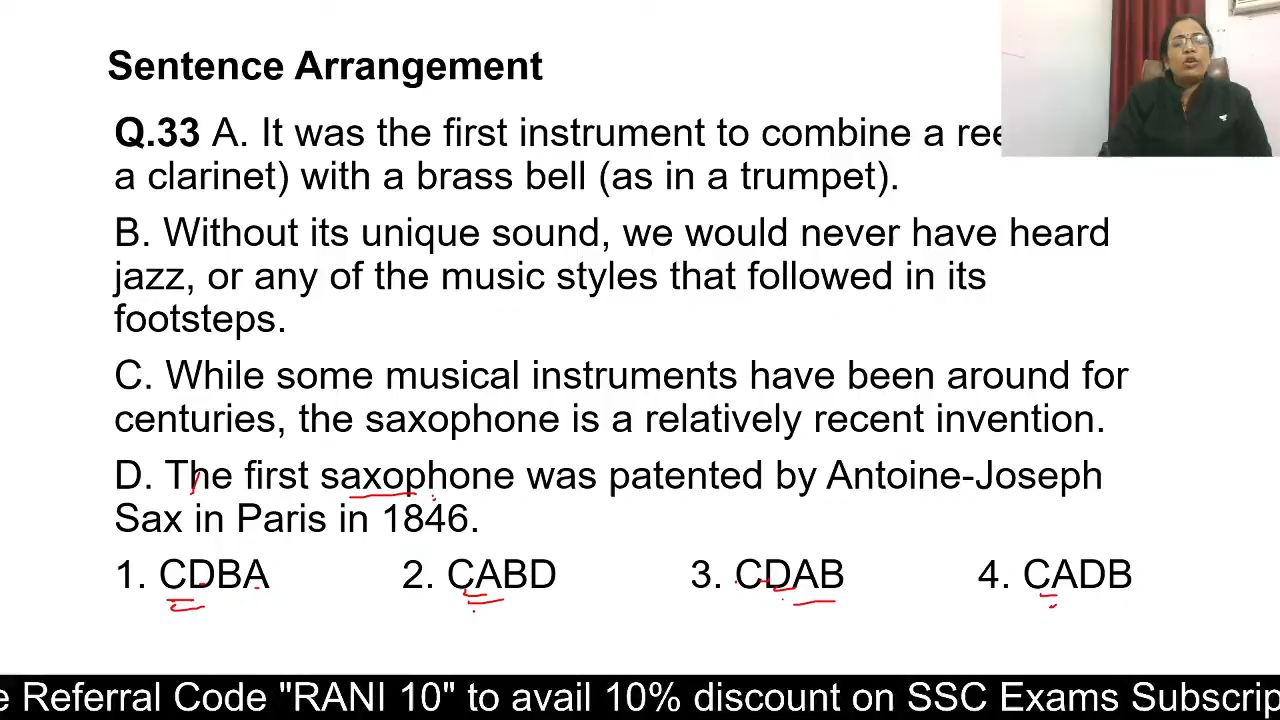 Sentence Arrangement
Q.33 A. It was the first instrument to combine a
a clarinet) with a brass bell (as in a trumpet).
B. Without its unique sound, we would never have heard
jazz, or any of the music styles that followed in its
footsteps.
C. While some musical instruments have been around for
centuries, the saxophone is a relatively recent invention.
D. The first saxophone was patented by Antoine-Joseph
Sax in Paris in 1846.
1. CDBA 2. CABD 3. CDAB 4. CADB
e Referral Code "RANI 10" to avail 10% discount on SSC Exams Subscrip